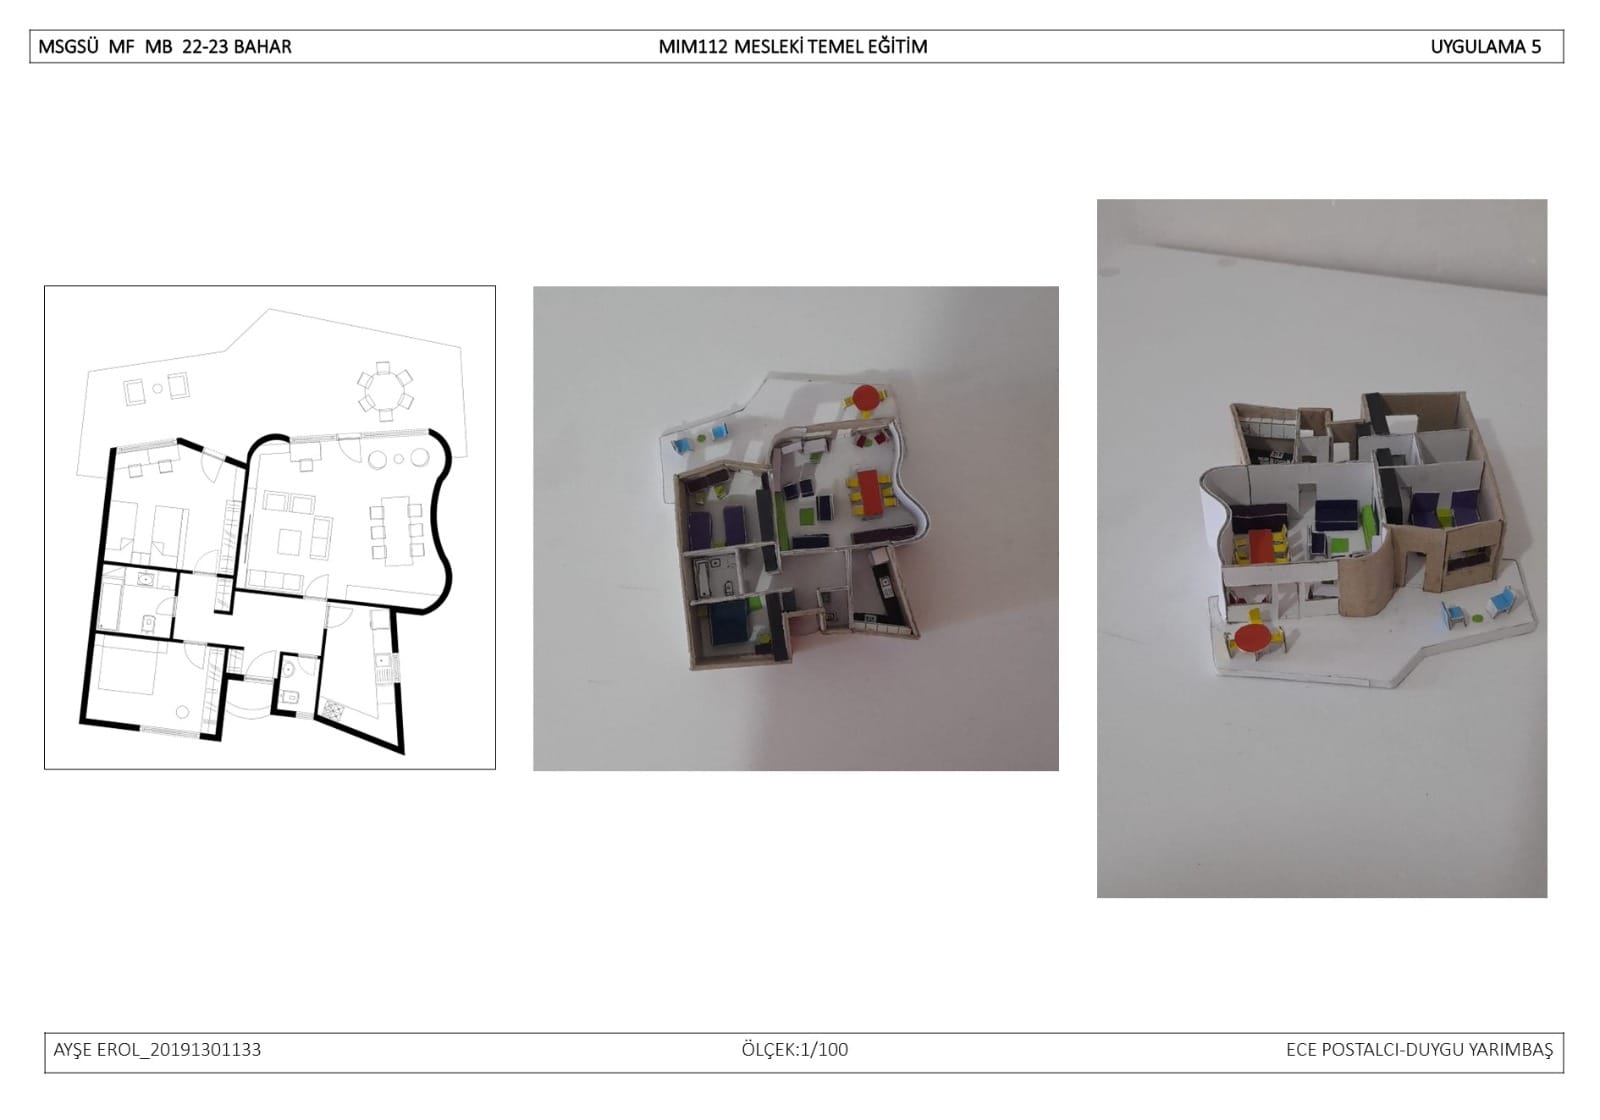 MSGSÜ MF MB 22-23 BAHAR
MIM112 MESLEKİ TEMEL EĞİTİM
UYGULAMA 5
AYŞE EROL_20191301133
ÖLÇEK:1/100
ECE POSTALCI-DUYGU YARIMBAŞ